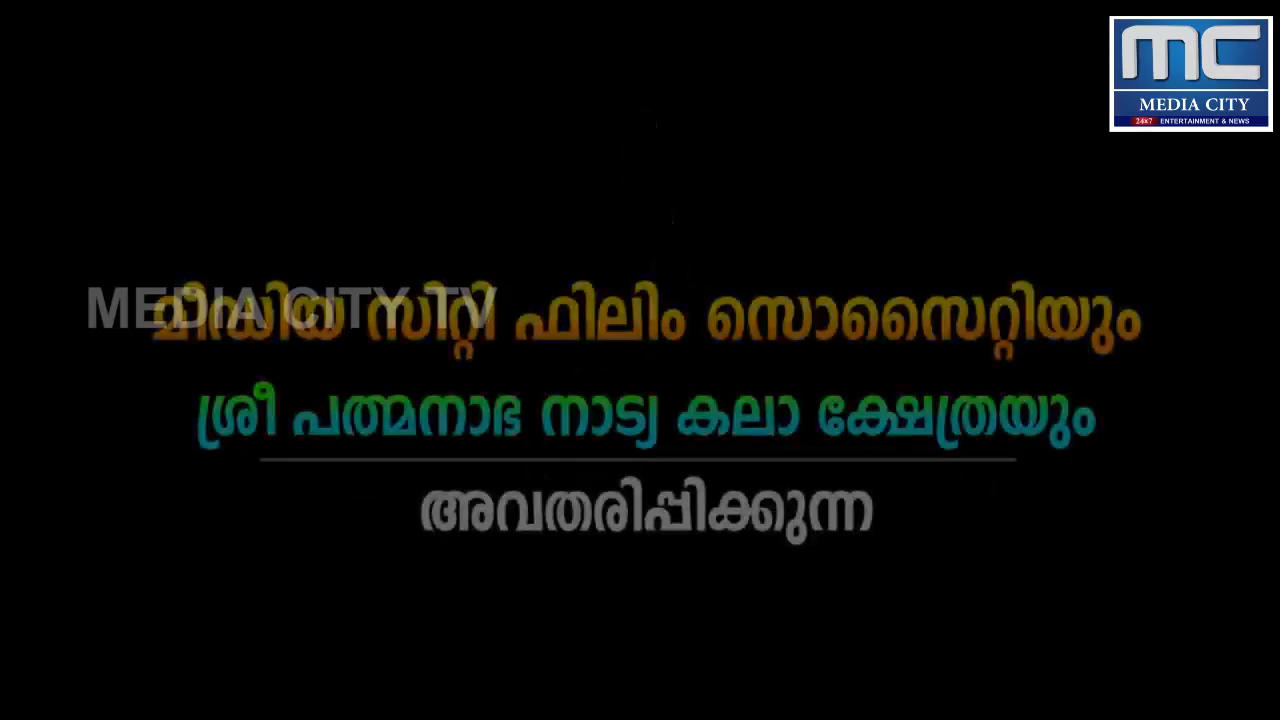 MC
MEDIA CITY
24x7 ENTERTAINMENT & NEWS
MEDIA CITY TV
മീഡിയ സിറ്റി ഫിലിം സൊസൈറ്റിയും
ശ്രീ പത്മനാഭ നാട്യ കലാ ക്ഷേത്രയും
അവതരിപ്പിക്കുന്ന